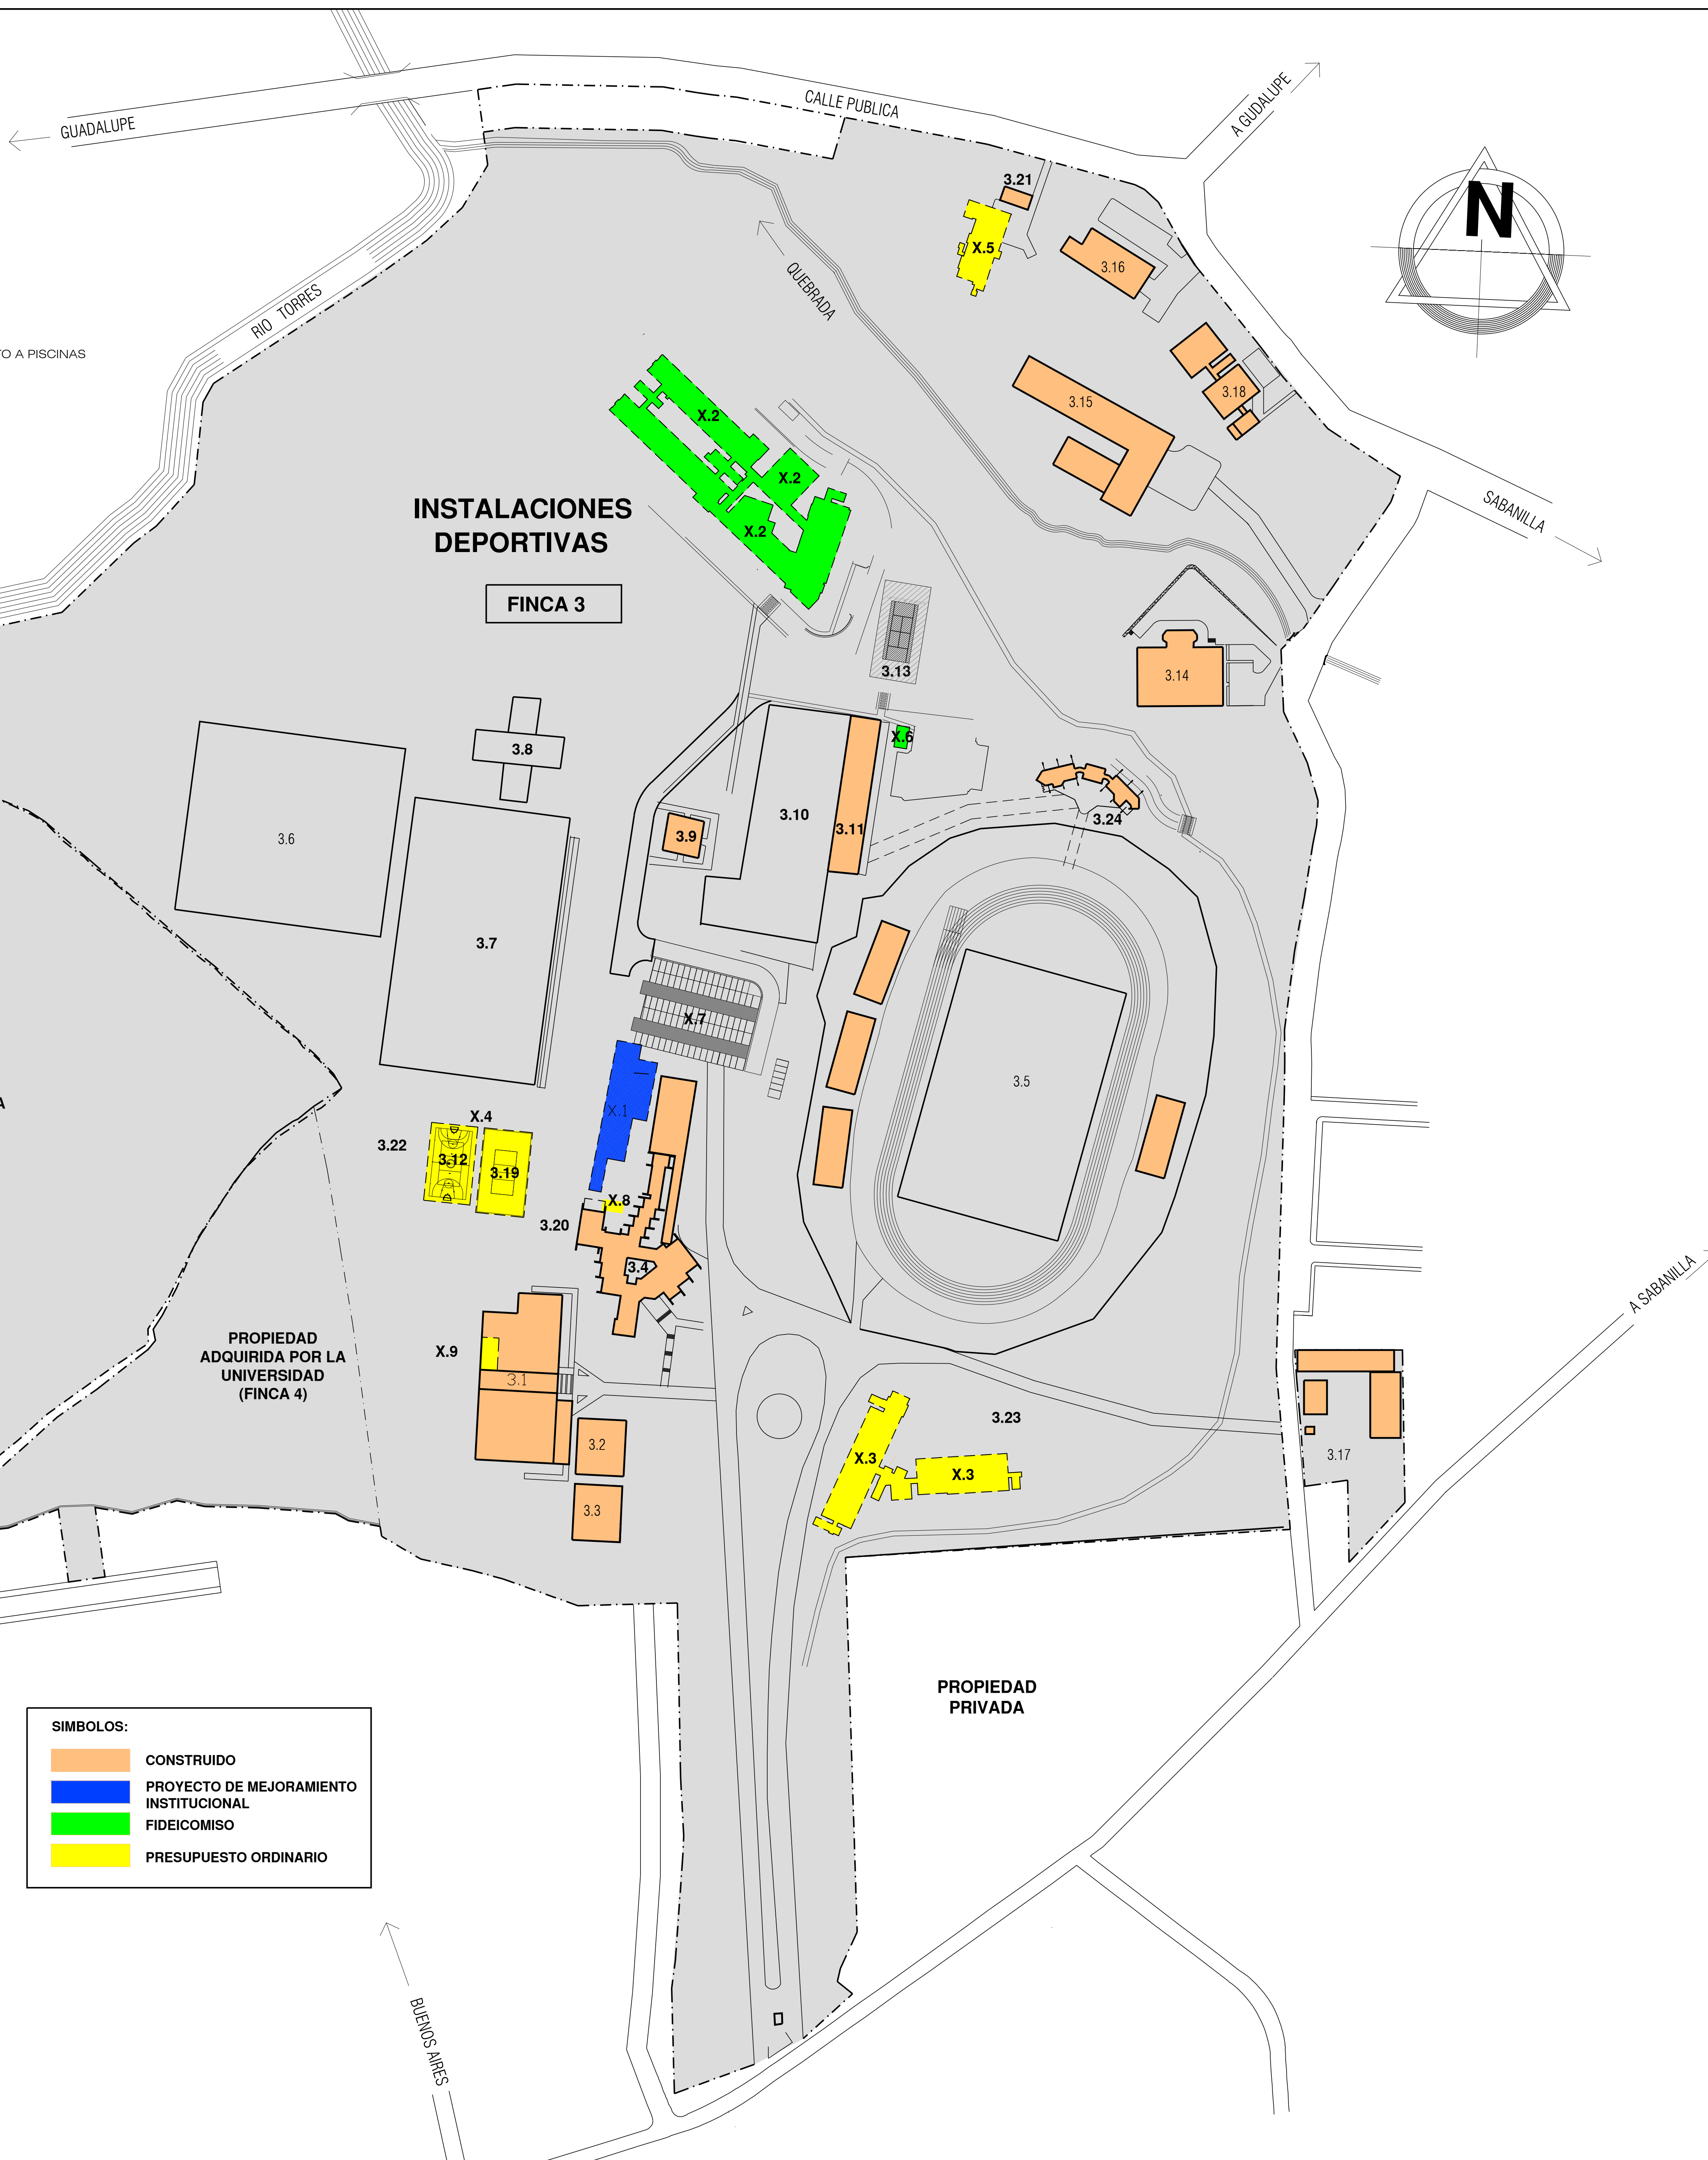 CALLE PUBLICA
GUADALUPE
A GUDALUPE
N
3.21
X.5
3.16
QUEBRADA
RIO TORRES
TO A PISCINAS
3.18
3.15
X.2
X.2
X.2
SABANILLA
INSTALACIONES
DEPORTIVAS
FINCA 3
3.13
3.14
X.6
3.8
3.10
3.11
3.24
3.9
3.6
3.7
X.7
3.5
A
X.1
X.4
3.22
3.12
3.19
X.8
3.20
3.4
A SABANILLA
PROPIEDAD
ADQUIRIDA POR LA
UNIVERSIDAD
(FINCA 4)
X.9
3.1
3.23
3.2
X.3
X.3
3.17
3.3
PROPIEDAD
PRIVADA
SIMBOLOS:
CONSTRUIDO
PROYECTO DE MEJORAMIENTO
INSTITUCIONAL
FIDEICOMISO
PRESUPUESTO ORDINARIO
BUENOS AIRES